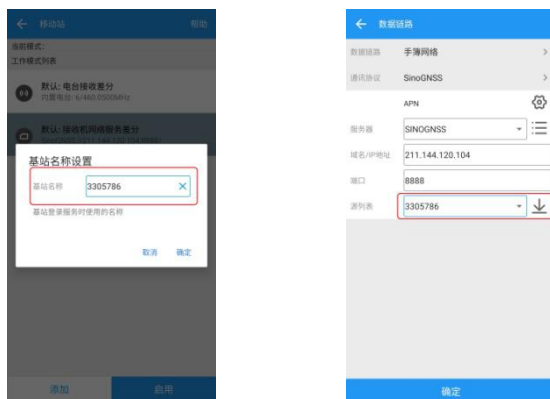 移动站
帮助
当前模式：
工作模式列表
默认: 电台接收差分
内置电台: 6/460.0500MHz
默认: 接收机网络服务差分
基站名称设置
基站名称
3305786
基站登录服务时使用的名称
取消
确定
添加
启用
数据链路
数据链路
手簿网络
通讯协议
SinoGNSS
APN
服务器
SINOGNSS
域名/IP地址
211.144.120.104
端口
8888
源列表
3305786
确定